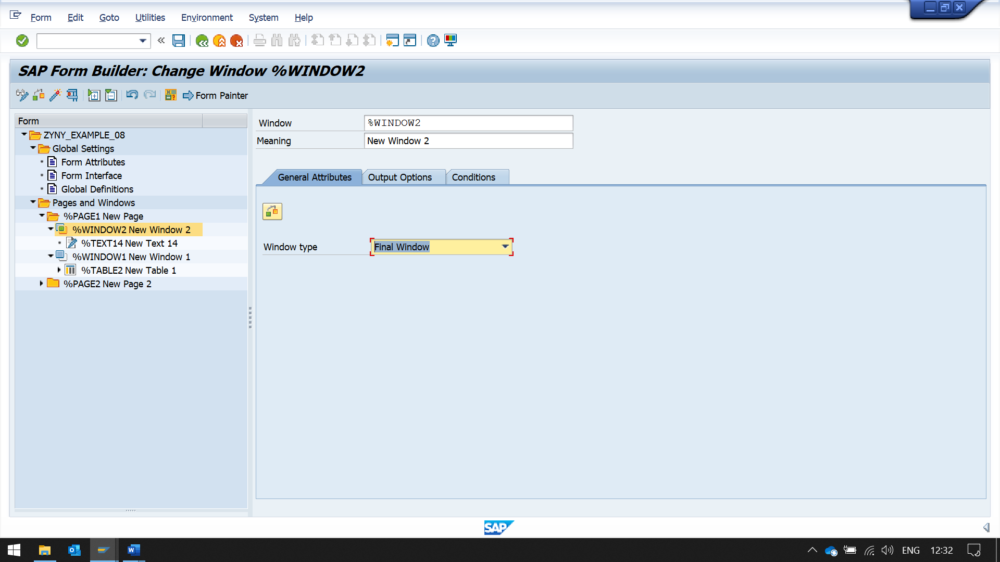 Form Edit Goto Utilities Environment System Help
SAP Form Builder: Change Window %WINDOW2
Form Painter
Form
ZYNY_EXAMPLE_08
Global Settings
Form Attributes
Form Interface
Global Definitions
Pages and Windows
%PAGE1 New Page
%WINDOW2 New Window 2
%TEXT14 New Text 14
%WINDOW1 New Window 1
%TABLE2 New Table 1
%PAGE2 New Page 2
Window %WINDOW2
Meaning New Window 2
General Attributes Output Options Conditions
Window type Final Window
SAP
ENG 12:32